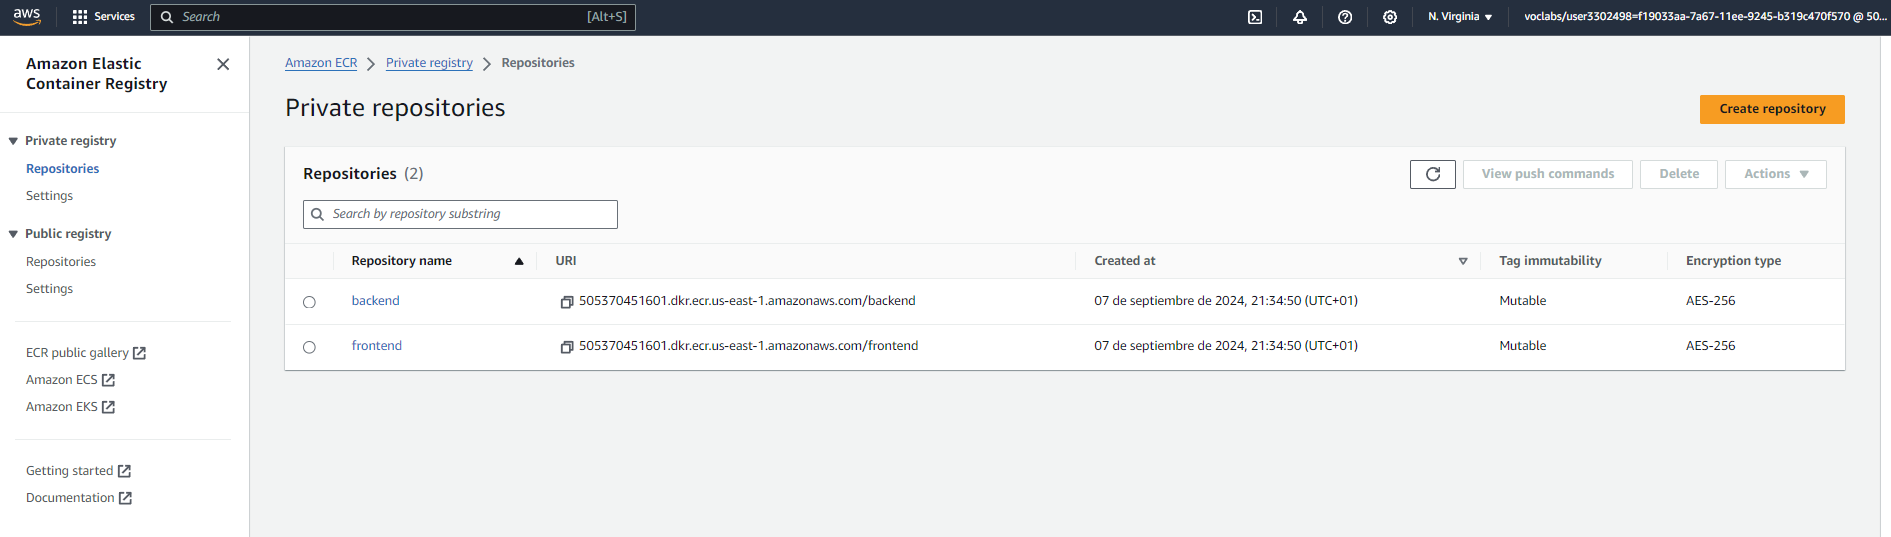 aws
Services
Search [Alt+S]
N. Virginia
voclabs/user3302498=f19033aa-7a67-11ee-9245-b319c470f570 @ 50...
Amazon Elastic
Container Registry
Private registry
Repositories
Settings
Public registry
Repositories
Settings
ECR public gallery
Amazon ECS
Amazon EKS
Getting started
Documentation
Amazon ECR > Private registry > Repositories
Private repositories
Create repository
Repositories (2)
View push commands
Delete
Actions
Search by repository substring
Repository name URI Created at Tag immutability Encryption type
backend 505370451601.dkr.ecr.us-east-1.amazonaws.com/backend 07 de septiembre de 2024, 21:34:50 (UTC+01) Mutable AES-256
frontend 505370451601.dkr.ecr.us-east-1.amazonaws.com/frontend 07 de septiembre de 2024, 21:34:50 (UTC+01) Mutable AES-256